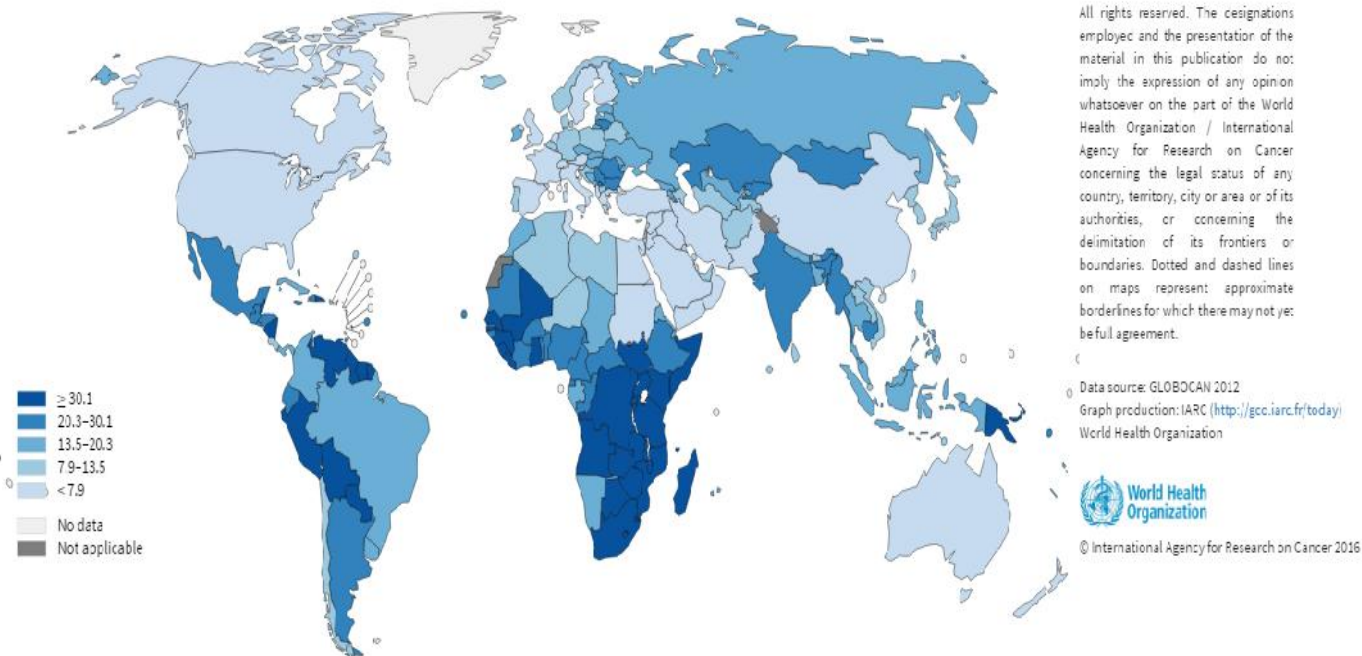 All rights reserved. The cesignations
employec and the presentation of the
material in this publication do not
imply the expression of any opinion
whatsoever on the part of the World
Health Organization / International
Agency for Research on Cancer
concerning the legal status of any
country, territory, city or area or of its
authorities, or concerning the
delimitation of its frontiers or
boundaries. Dotted and dashed lines
on maps represent approximate
borderlines for which there may not yet
be full agreement.
Data source: GLOBOCAN 2012
Graph production: IARC (http://gco.iarc.fr/today)
World Health Organization
World Health
Organization
© International Agency for Research on Cancer 2016
≥ 30.1
20.3–30.1
13.5–20.3
7.9–13.5
<7.9
No data
Not applicable